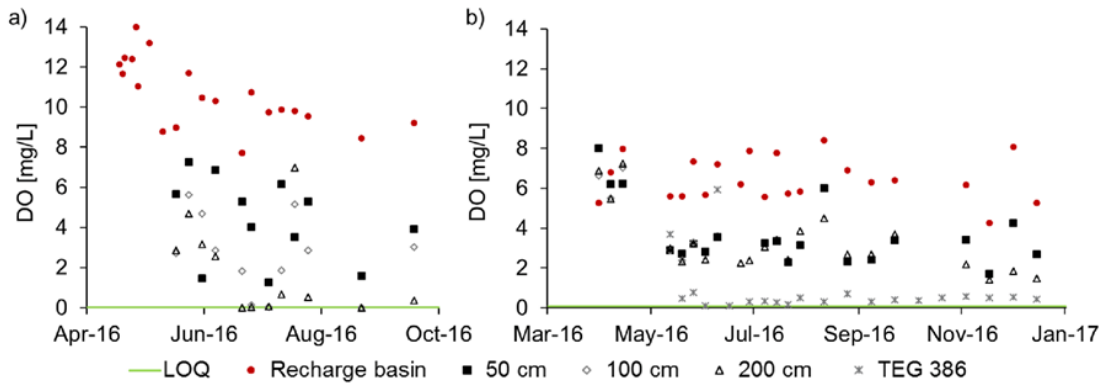 a)
DO [mg/L]
14
12
10
8
6
4
2
0
Apr-16 Jun-16 Aug-16 Oct-16
b)
DO [mg/L]
14
12
10
8
6
4
2
0
Mar-16 May-16 Jul-16 Sep-16 Nov-16 Jan-17
LOQ Recharge basin 50 cm 100 cm 200 cm TEG 386